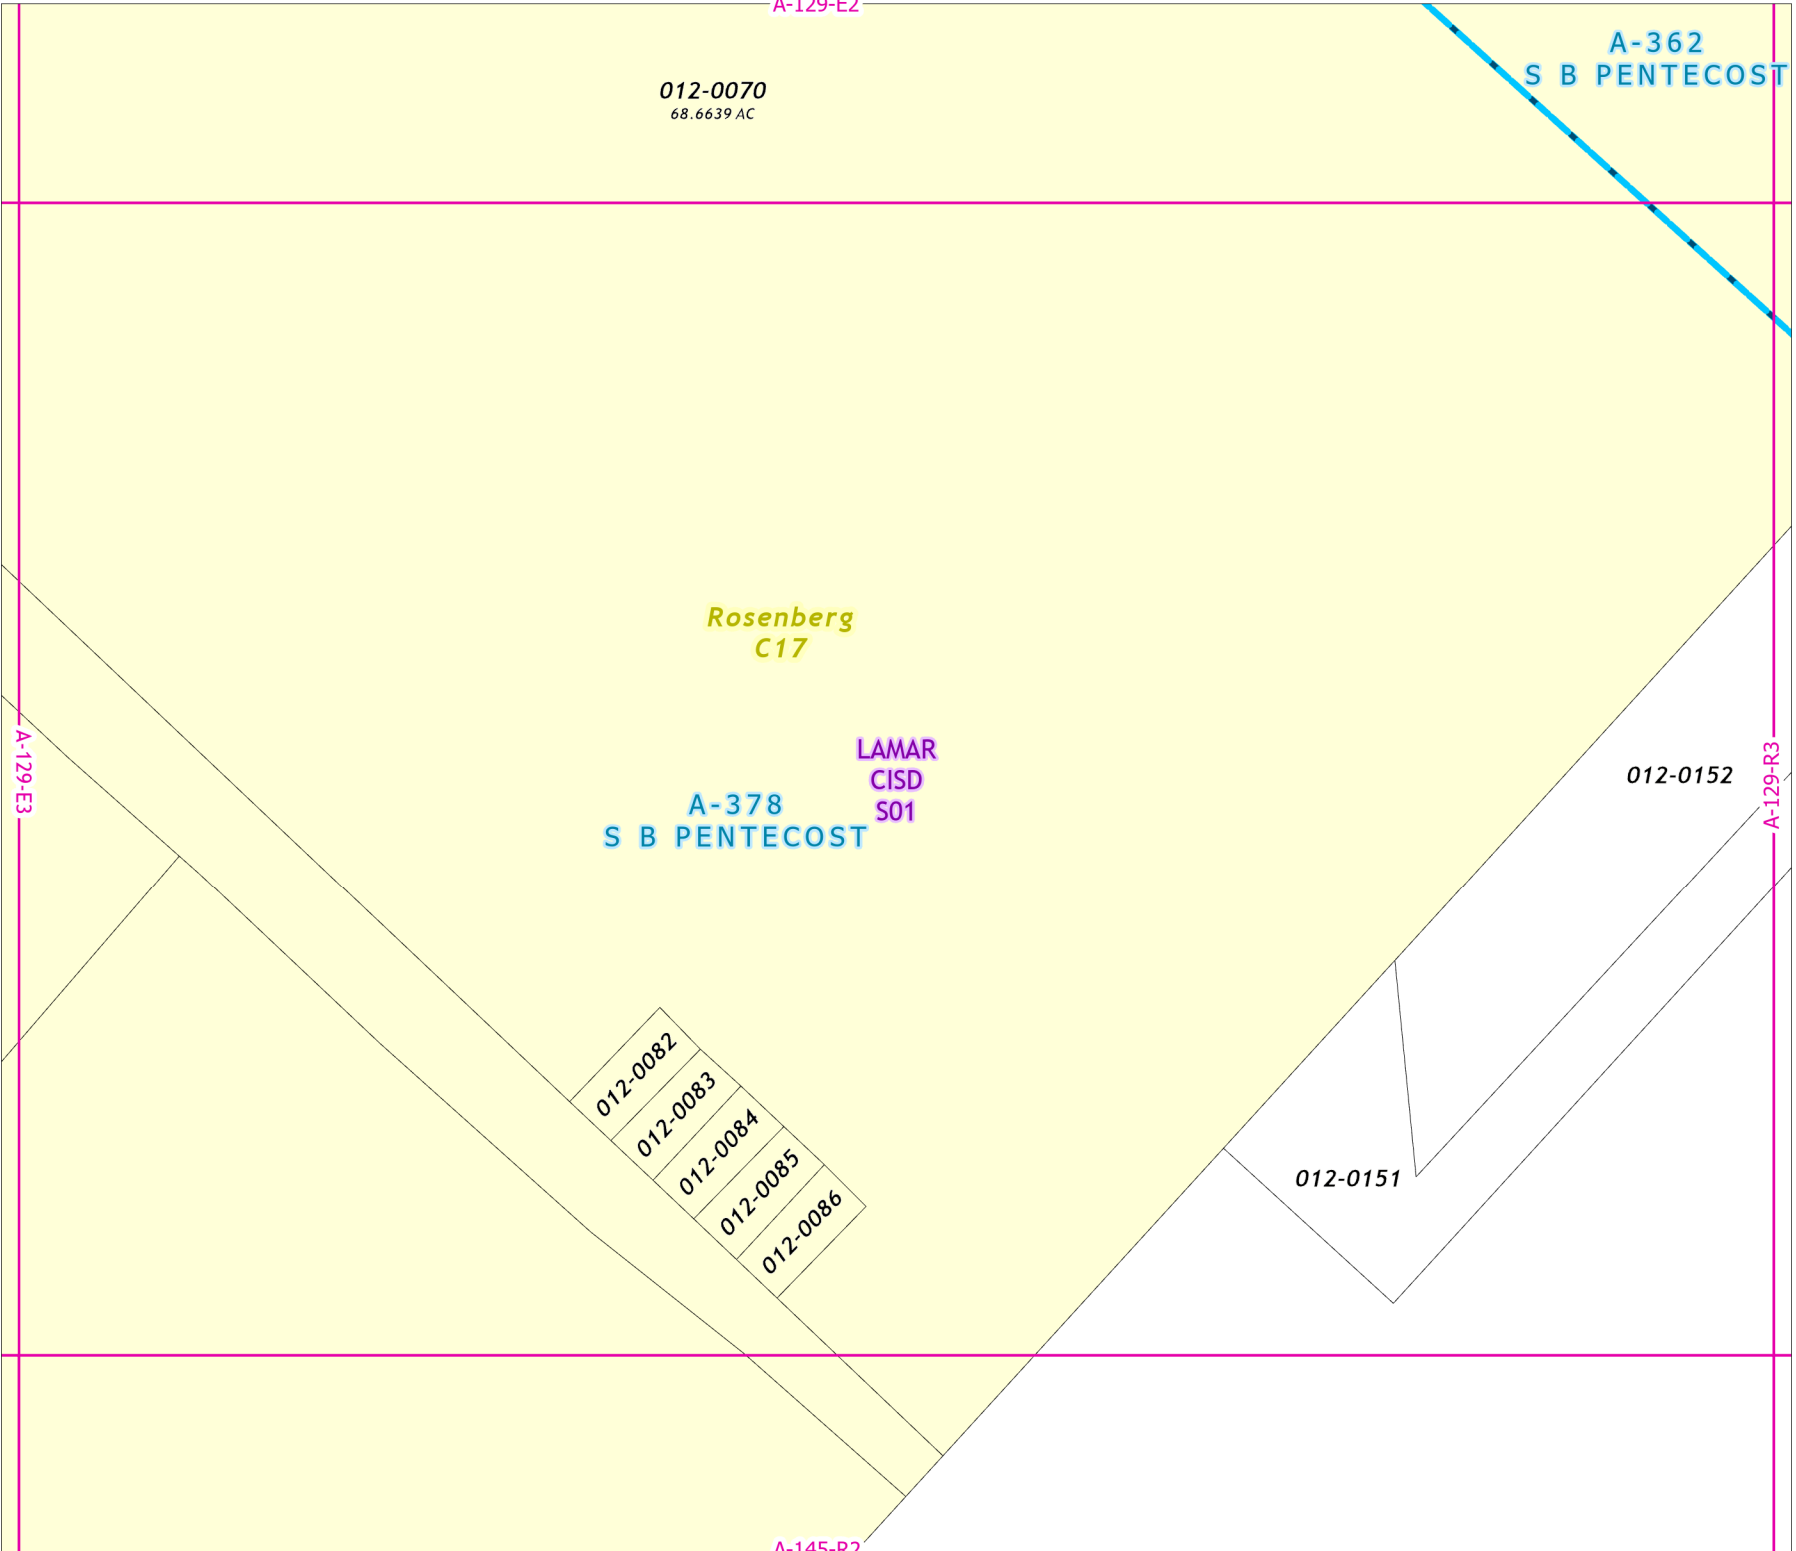 A-129-E2
A-362
S B PENTECOST
012-0070
68.6639 AC
Rosenberg
C17
LAMAR
CISD
S01
A-378
S B PENTECOST
A-129-E3
A-129-R3
012-0152
012-0082
012-0083
012-0084
012-0085
012-0086
012-0151
A-145-R2